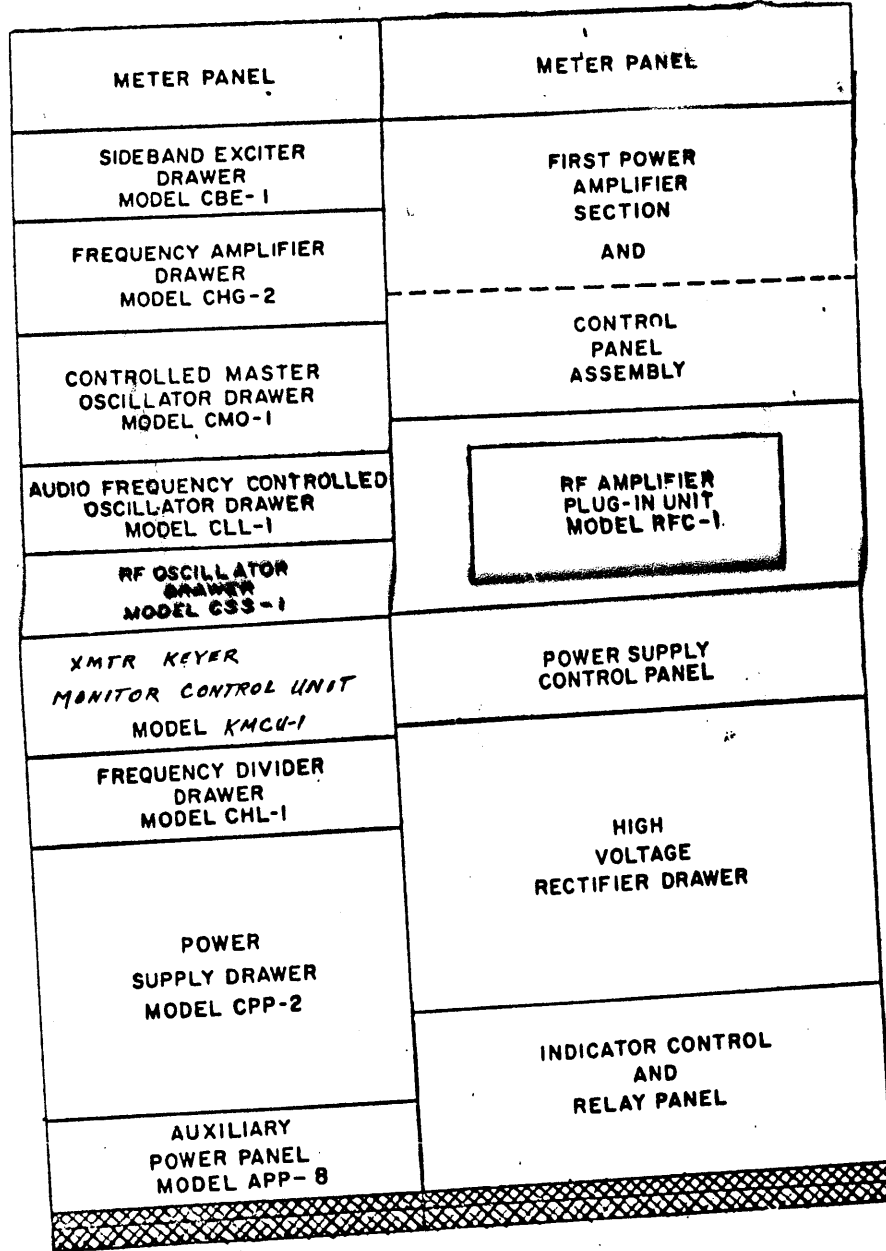 METER PANEL
SIDEBAND EXCITER
DRAWER
MODEL CBE-1
FREQUENCY AMPLIFIER
DRAWER
MODEL CHG-2
CONTROLLED MASTER
OSCILLATOR DRAWER
MODEL CMO-1
AUDIO FREQUENCY CONTROLLED
OSCILLATOR DRAWER
MODEL CLL-1
RF OSCILLATOR
DRAWER
MODEL CSS-1
XMTR KEYER
MONITOR CONTROL UNIT
MODEL KMCU-1
FREQUENCY DIVIDER
DRAWER
MODEL CHL-1
POWER
SUPPLY DRAWER
MODEL CPP-2
AUXILIARY
POWER PANEL
MODEL APP-8
METER PANEL
FIRST POWER
AMPLIFIER
SECTION
AND
CONTROL
PANEL
ASSEMBLY
RF AMPLIFIER
PLUG-IN UNIT
MODEL RFC-1
POWER SUPPLY
CONTROL PANEL
HIGH
VOLTAGE
RECTIFIER DRAWER
INDICATOR CONTROL
AND
RELAY PANEL